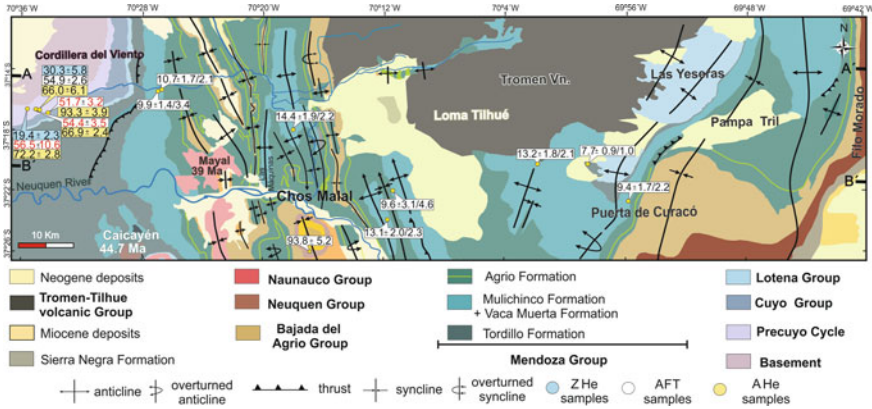 70°36'W 70°28'W 70°20'W 70°12'W 69°56'W 69°48'W 69°42'W
37°14'S
37°18'S
37°22'S
37°26'S
N
A
A'
B'
B'
Cordillera del Viento
30.3± 5.8
54.9± 2.6
66.0± 6.1
51.7± 3.2
93.3± 3.9
54.4± 3.5
66.9± 2.4
19.4± 2.3
56.5± 10.6
72.2± 2.8
10.7± 1.7/2.1
9.9± 1.4/3.4
14.4± 1.9/2.2
Tromen Vn.
Loma Tilhué
Las Yeseras
Pampa Tril
Filo Morado
13.2± 1.8/2.1
7.7± 0.9/1.0
9.4± 1.7/2.2
Puerta de Curacó
Mayal
39 Ma
Chos Malal
9.6± 3.1/4.6
13.1± 2.0/2.3
93.8± 5.2
Neuquen River
Caicayén
44.7 Ma
10 Km
Neogene deposits
Tromen-Tilhue
volcanic Group
Miocene deposits
Sierra Negra Formation
Naunauco Group
Neuquen Group
Bajada del
Agrio Group
Agrio Formation
Mulichinco Formation
+ Vaca Muerta Formation
Tordillo Formation
Mendoza Group
Lotena Group
Cuyo Group
Precuyo Cycle
Basement
anticline
overturned
anticline
thrust
syncline
overturned
syncline
Z He
samples
AFT
samples
A He
samples